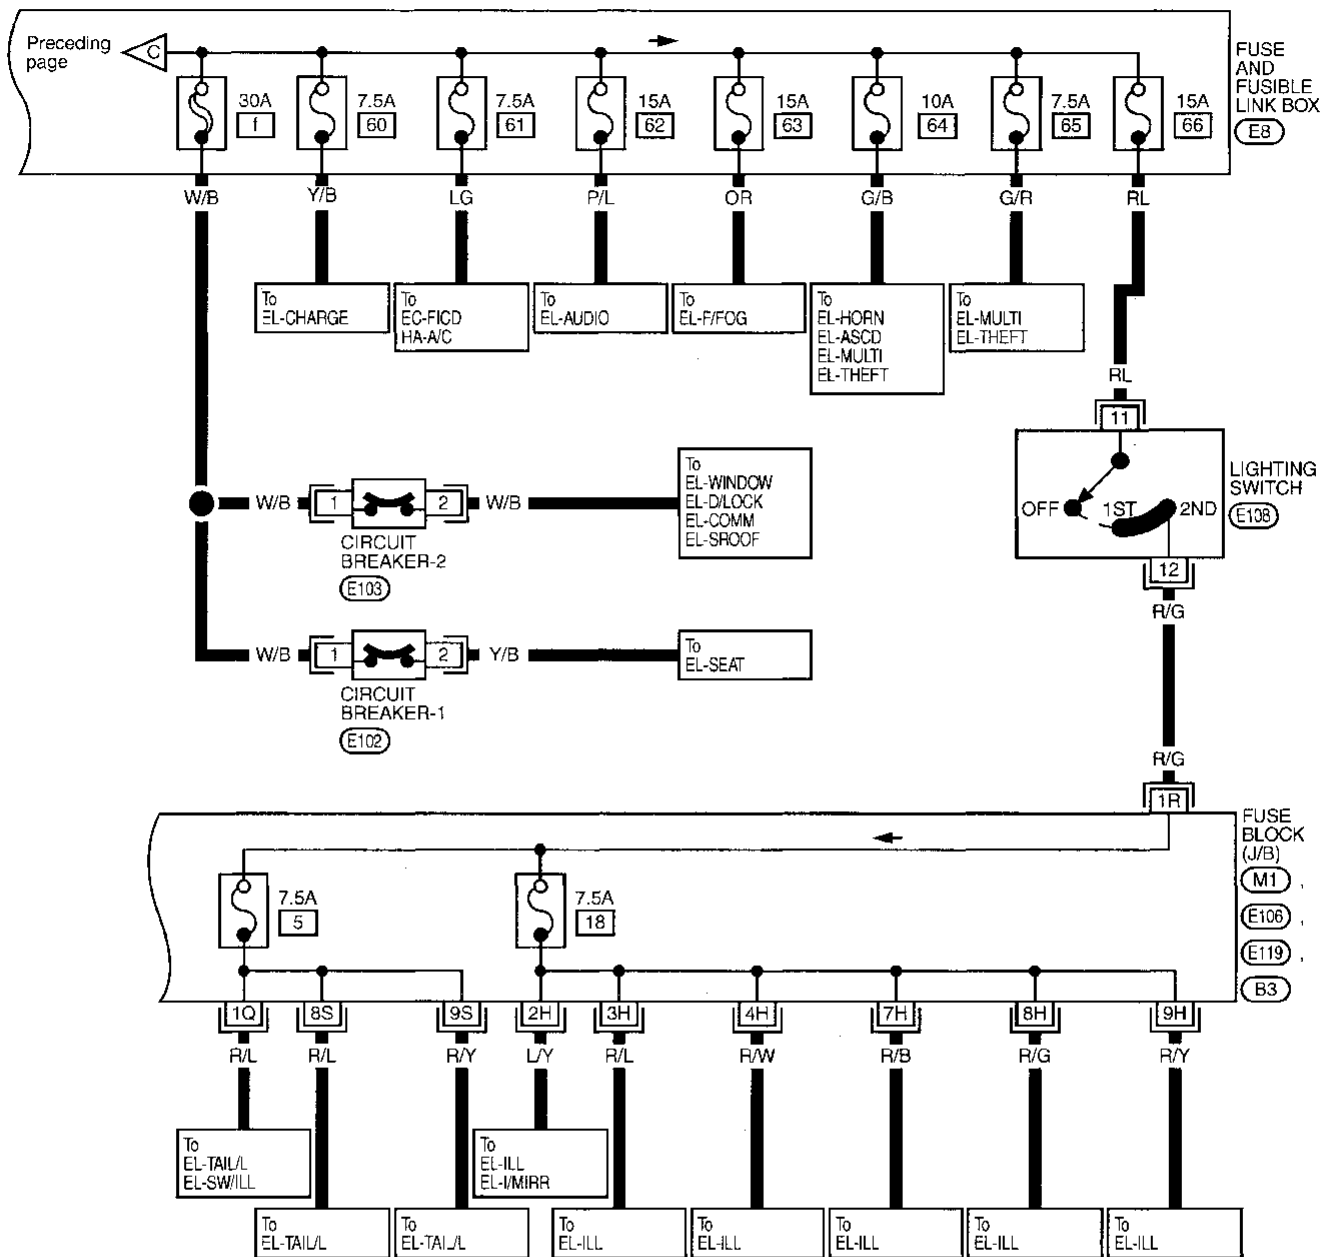 Preceding
page
C
FUSE
AND
FUSIBLE
LINK BOX
E8
30A
f
7.5A
60
7.5A
61
15A
62
15A
63
10A
64
7.5A
65
15A
66
W/B
Y/B
LG
P/L
OR
G/B
G/R
RL
To
EL-CHARGE
To
EC-FICD
HA-A/C
To
EL-AUDIO
To
EL-F/FOG
To
EL-HORN
EL-ASCD
EL-MULTI
EL-THEFT
To
EL-MULTI
EL-THEFT
RL
11
LIGHTING
SWITCH
E108
OFF
1ST
2ND
12
R/G
W/B
1
2
W/B
CIRCUIT
BREAKER-2
E103
To
EL-WINDOW
EL-D/LOCK
EL-COMM
EL-SROOF
W/B
1
2
Y/B
CIRCUIT
BREAKER-1
E102
To
EL-SEAT
R/G
1R
FUSE
BLOCK
(J/B)
M1 ,
E106 ,
E119 ,
B3
7.5A
5
7.5A
18
1Q
8S
9S
2H
3H
4H
7H
8H
9H
R/L
R/L
R/Y
L/Y
R/L
R/W
R/B
R/G
R/Y
To
EL-TAIL/L
EL-SW/ILL
To
EL-ILL
EL-I/MIRR
To
EL-TAIL/L
To
EL-TAIL/L
To
EL-ILL
To
EL-ILL
To
EL-ILL
To
EL-ILL
To
EL-ILL